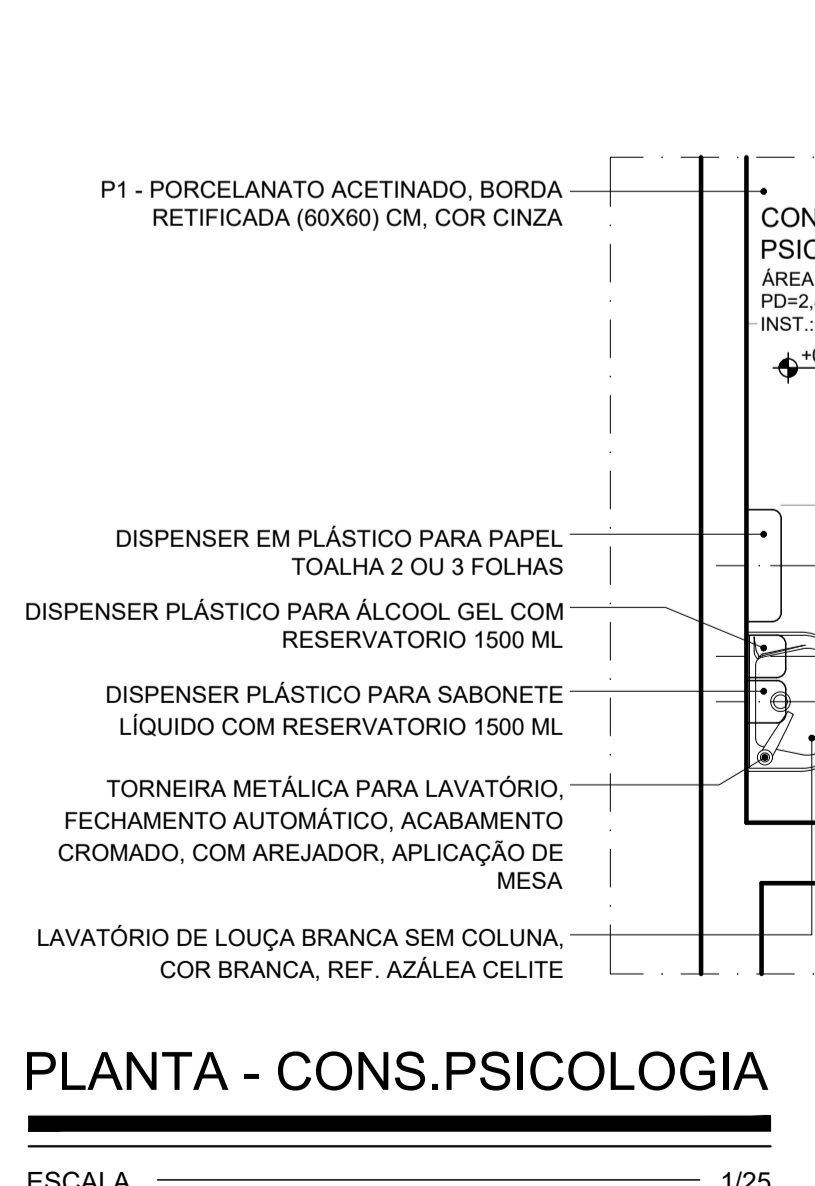 P1 - PORCELANATO ACETINADO, BORDA
RETIFICADA (60X60) CM, COR CINZA
CON
PSIC
ÁREA
PD=2,
INST.:
+0
DISPENSER EM PLÁSTICO PARA PAPEL
TOALHA 2 OU 3 FOLHAS
DISPENSER PLÁSTICO PARA ÁLCOOL GEL COM
RESERVATORIO 1500 ML
DISPENSER PLÁSTICO PARA SABONETE
LÍQUIDO COM RESERVATORIO 1500 ML
TORNEIRA METÁLICA PARA LAVATÓRIO,
FECHAMENTO AUTOMÁTICO, ACABAMENTO
CROMADO, COM AREJADOR, APLICAÇÃO DE
MESA
LAVATÓRIO DE LOUÇA BRANCA SEM COLUNA,
COR BRANCA, REF. AZÁLEA CELITE
PLANTA - CONS.PSICOLOGIA
ESCALA 1/25